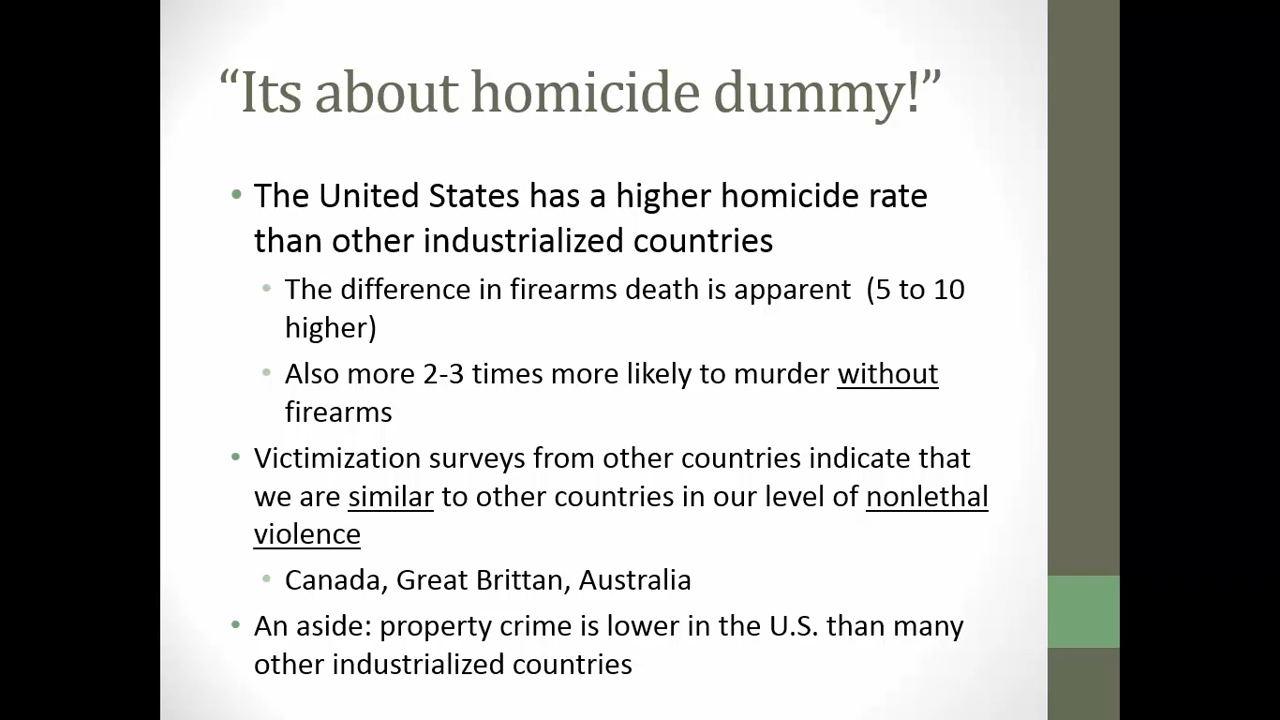 “Its about homicide dummy!”
• The United States has a higher homicide rate
than other industrialized countries
• The difference in firearms death is apparent (5 to 10
higher)
• Also more 2-3 times more likely to murder without
firearms
• Victimization surveys from other countries indicate that
we are similar to other countries in our level of nonlethal
violence
• Canada, Great Brittan, Australia
• An aside: property crime is lower in the U.S. than many
other industrialized countries